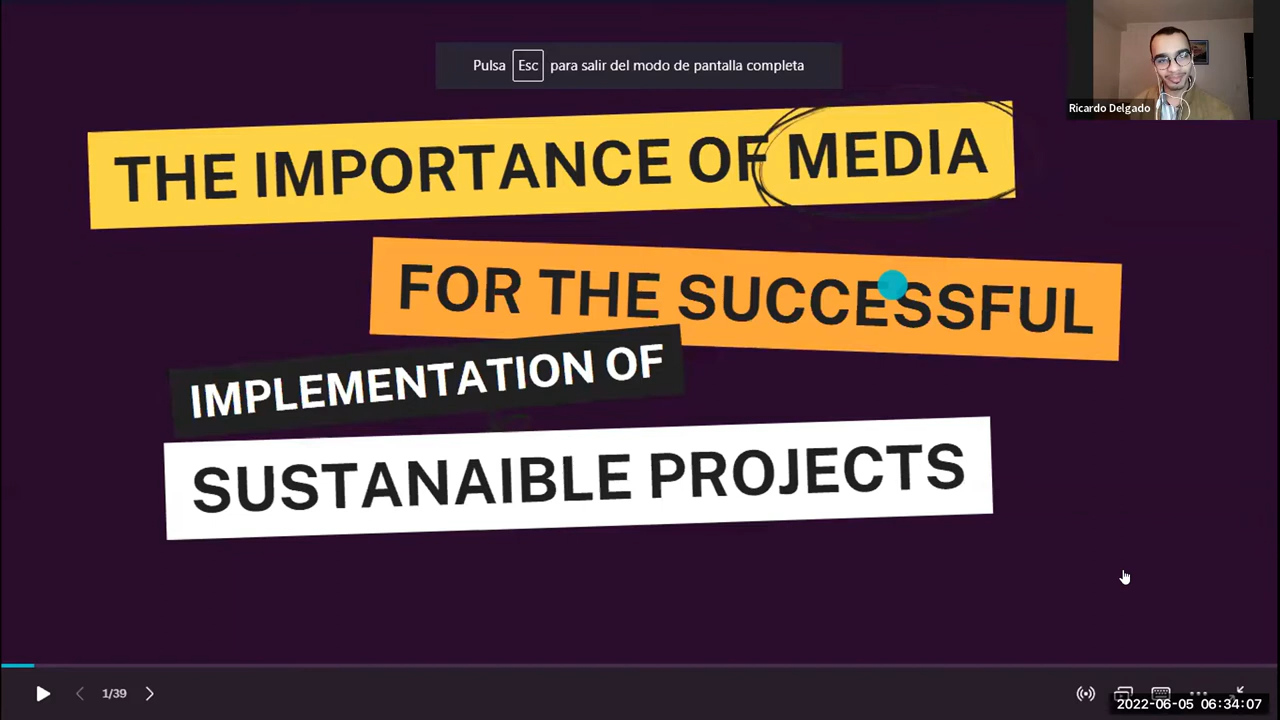 Pulsa Esc para salir del modo de pantalla completa
Ricardo Delgado
THE IMPORTANCE OF MEDIA
FOR THE SUCCESSFUL
IMPLEMENTATION OF
SUSTANAIBLE PROJECTS
1/39
2022-06-05 06:34:07